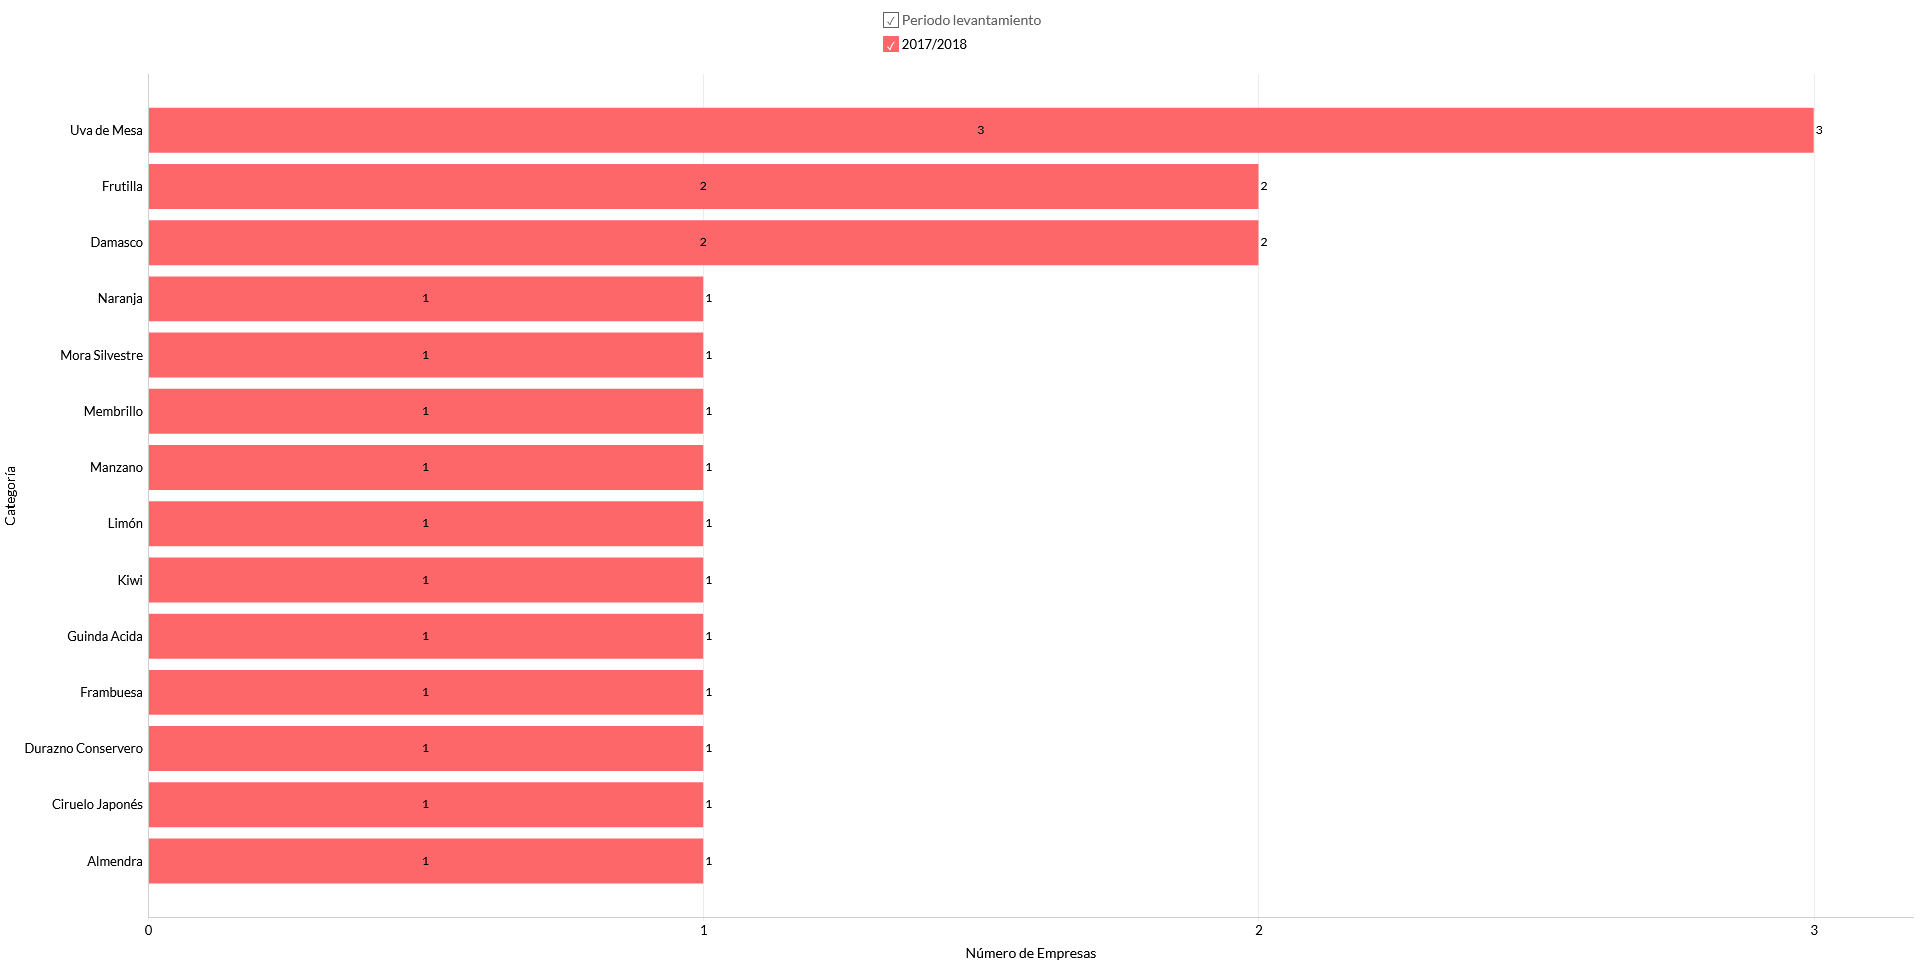 Periodo levantamiento
2017/2018
Uva de Mesa 3 3
Frutilla 2 2
Damasco 2 2
Naranja 1 1
Mora Silvestre 1 1
Membrillo 1 1
Manzano 1 1
Limón 1 1
Kiwi 1 1
Guinda Acida 1 1
Frambuesa 1 1
Durazno Conservero 1 1
Ciruelo Japonés 1 1
Almendra 1 1
Categoría
0 1 2 3
Número de Empresas